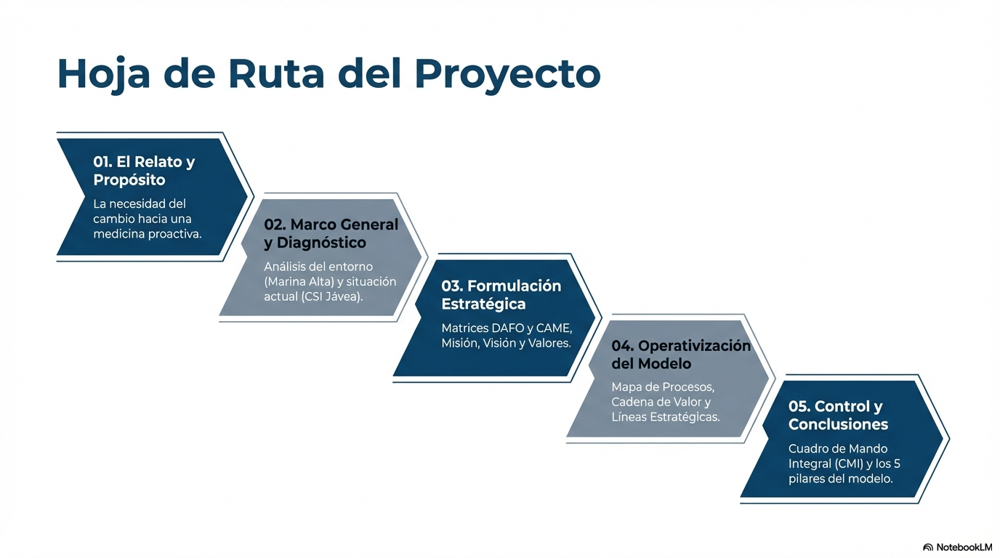 Hoja de Ruta del Proyecto
01. El Relato y
Propósito
La necesidad del
cambio hacia una
medicina proactiva.
02. Marco General
y Diagnóstico
Análisis del entorno
(Marina Alta) y situación
actual (CSI Jávea).
03. Formulación
Estratégica
Matrices DAFO y CAME,
Misión, Visión y Valores.
04. Operativización
del Modelo
Mapa de Procesos,
Cadena de Valor y
Líneas Estratégicas.
05. Control y
Conclusiones
Cuadro de Mando
Integral (CMI) y los 5
pilares del modelo.
NotebookLM